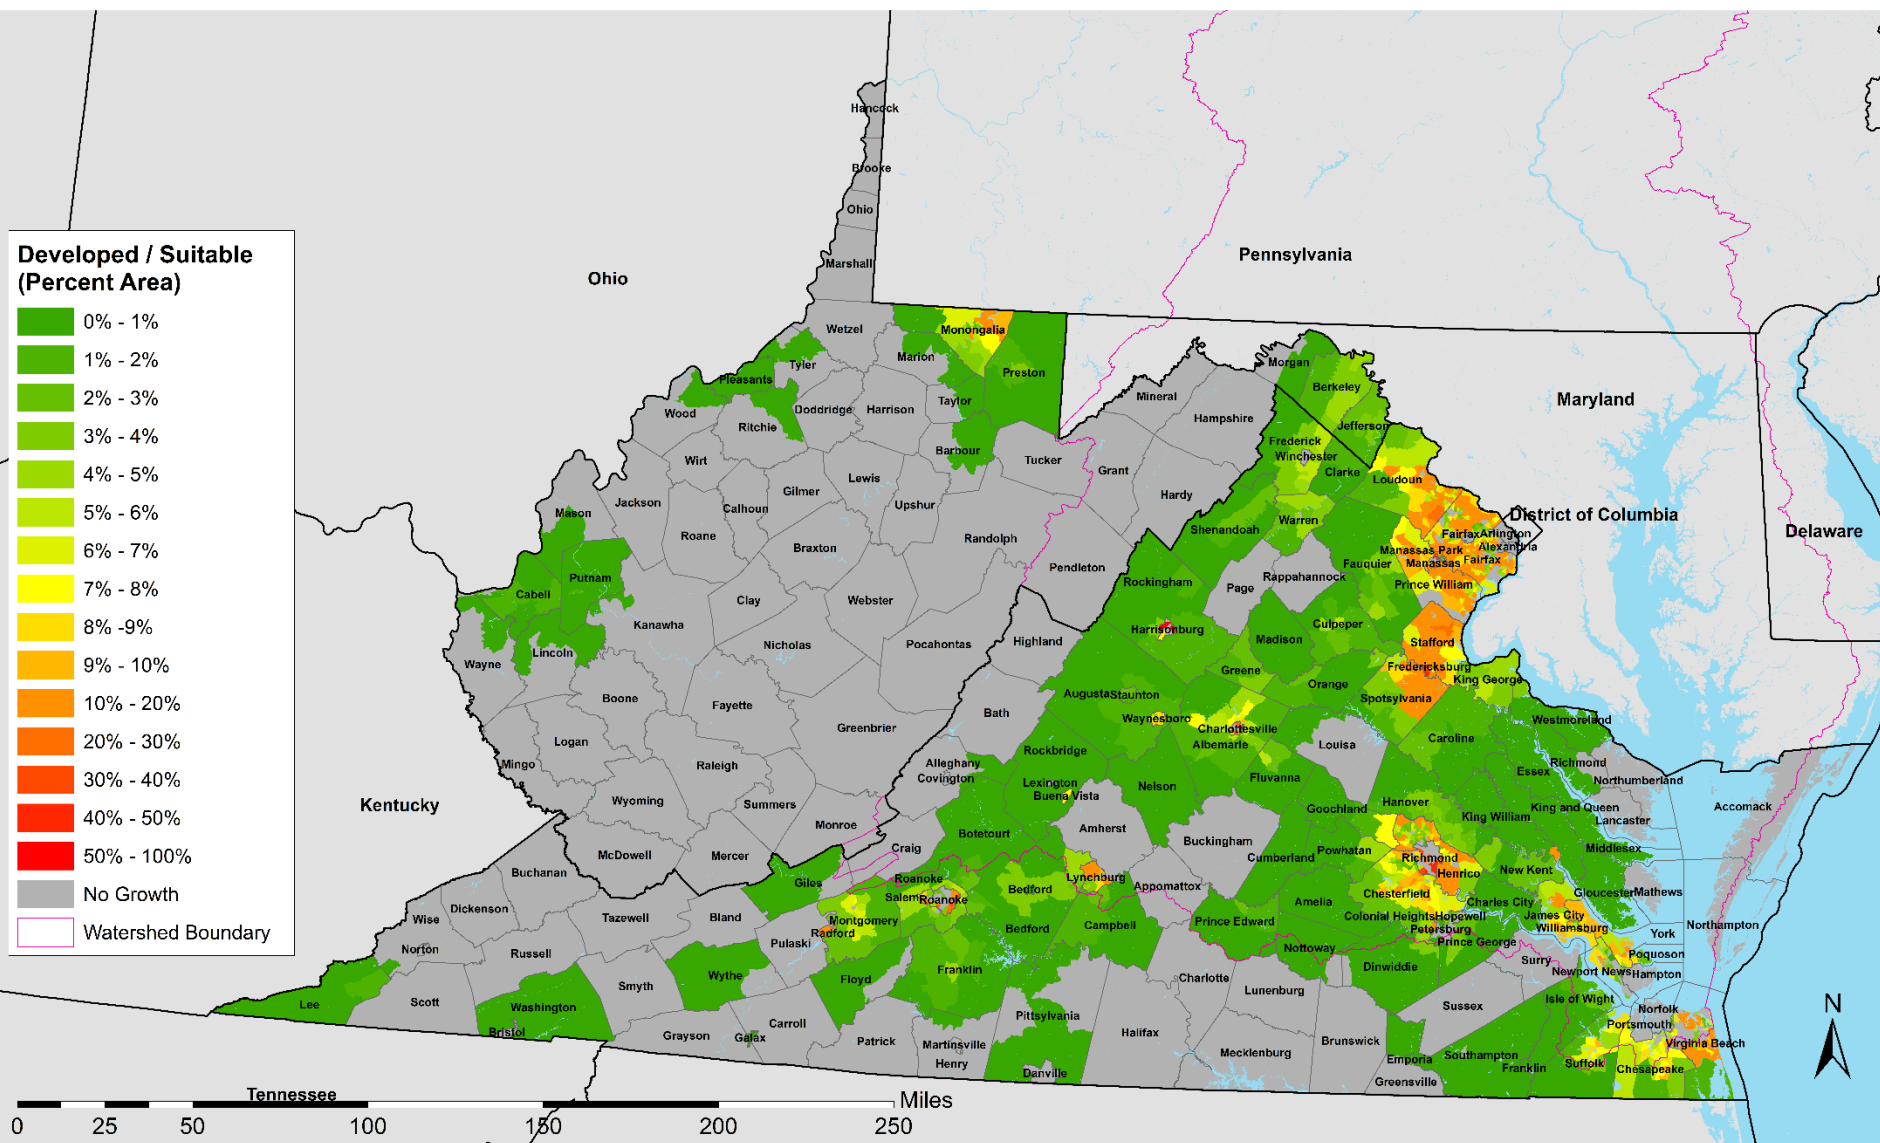 Hancock
Brooke
Ohio
Marshall
Ohio
Pennsylvania
Developed / Suitable
(Percent Area)
0% - 1%
1% - 2%
2% - 3%
3% - 4%
4% - 5%
5% - 6%
6% - 7%
7% - 8%
8% -9%
9% - 10%
10% - 20%
20% - 30%
30% - 40%
40% - 50%
50% - 100%
No Growth
Watershed Boundary
Wetzel
Monongalia
Marion
Tyler
Preston
Pleasants
Taylor
Wood
Doddridge
Harrison
Ritchie
Barbour
Tucker
Wirt
Lewis
Gilmer
Upshur
Jackson
Calhoun
Mason
Roane
Braxton
Randolph
Pendleton
Putnam
Cabell
Clay
Webster
Kanawha
Nicholas
Pocahontas
Lincoln
Wayne
Boone
Fayette
Greenbrier
Logan
Mingo
Raleigh
Wyoming
Summers
Monroe
McDowell
Mercer
Kentucky
Morgan
Berkeley
Mineral
Hampshire
Jefferson
Maryland
Grant
Hardy
Frederick
Winchester
Clarke
Loudoun
District of Columbia
Delaware
Warren
Shenandoah
Fairfax
Arlington
Manassas Park
Alexandria
Manassas
Fairfax
Fauquier
Prince William
Rappahannock
Page
Rockingham
Harrisonburg
Highland
Madison
Culpeper
Stafford
Fredericksburg
King George
Greene
Orange
Spotsylvania
Augusta
Staunton
Bath
Waynesboro
Charlottesville
Albemarle
Westmoreland
Louisa
Caroline
Rockbridge
Alleghany
Covington
Richmond
Essex
Northumberland
Lexington
Buena Vista
Nelson
Fluvanna
Goochland
Hanover
King William
King and Queen
Lancaster
Accomack
Botetourt
Amherst
Buckingham
Cumberland
Powhatan
Richmond
Henrico
Middlesex
Craig
New Kent
Giles
Roanoke
Salem
Roanoke
Bedford
Lynchburg
Appomattox
Chesterfield
Gloucester
Mathews
Buchanan
Dickenson
Wise
Tazewell
Bland
Montgomery
Radford
Bedford
Campbell
Prince Edward
Amelia
Charles City
Colonial Heights
Hopewell
Petersburg
Prince George
James City
Williamsburg
York
Northampton
Norton
Russell
Pulaski
Nottoway
Dinwiddie
Surry
Poquoson
Newport News
Hampton
Lee
Scott
Washington
Smyth
Wythe
Floyd
Franklin
Charlotte
Lunenburg
Sussex
Isle of Wight
Norfolk
Portsmouth
Bristol
Grayson
Galax
Carroll
Patrick
Martinsville
Henry
Pittsylvania
Danville
Halifax
Mecklenburg
Brunswick
Greensville
Emporia
Southampton
Franklin
Suffolk
Chesapeake
Virginia Beach
N
Tennessee
Miles
0
25
50
100
150
200
250